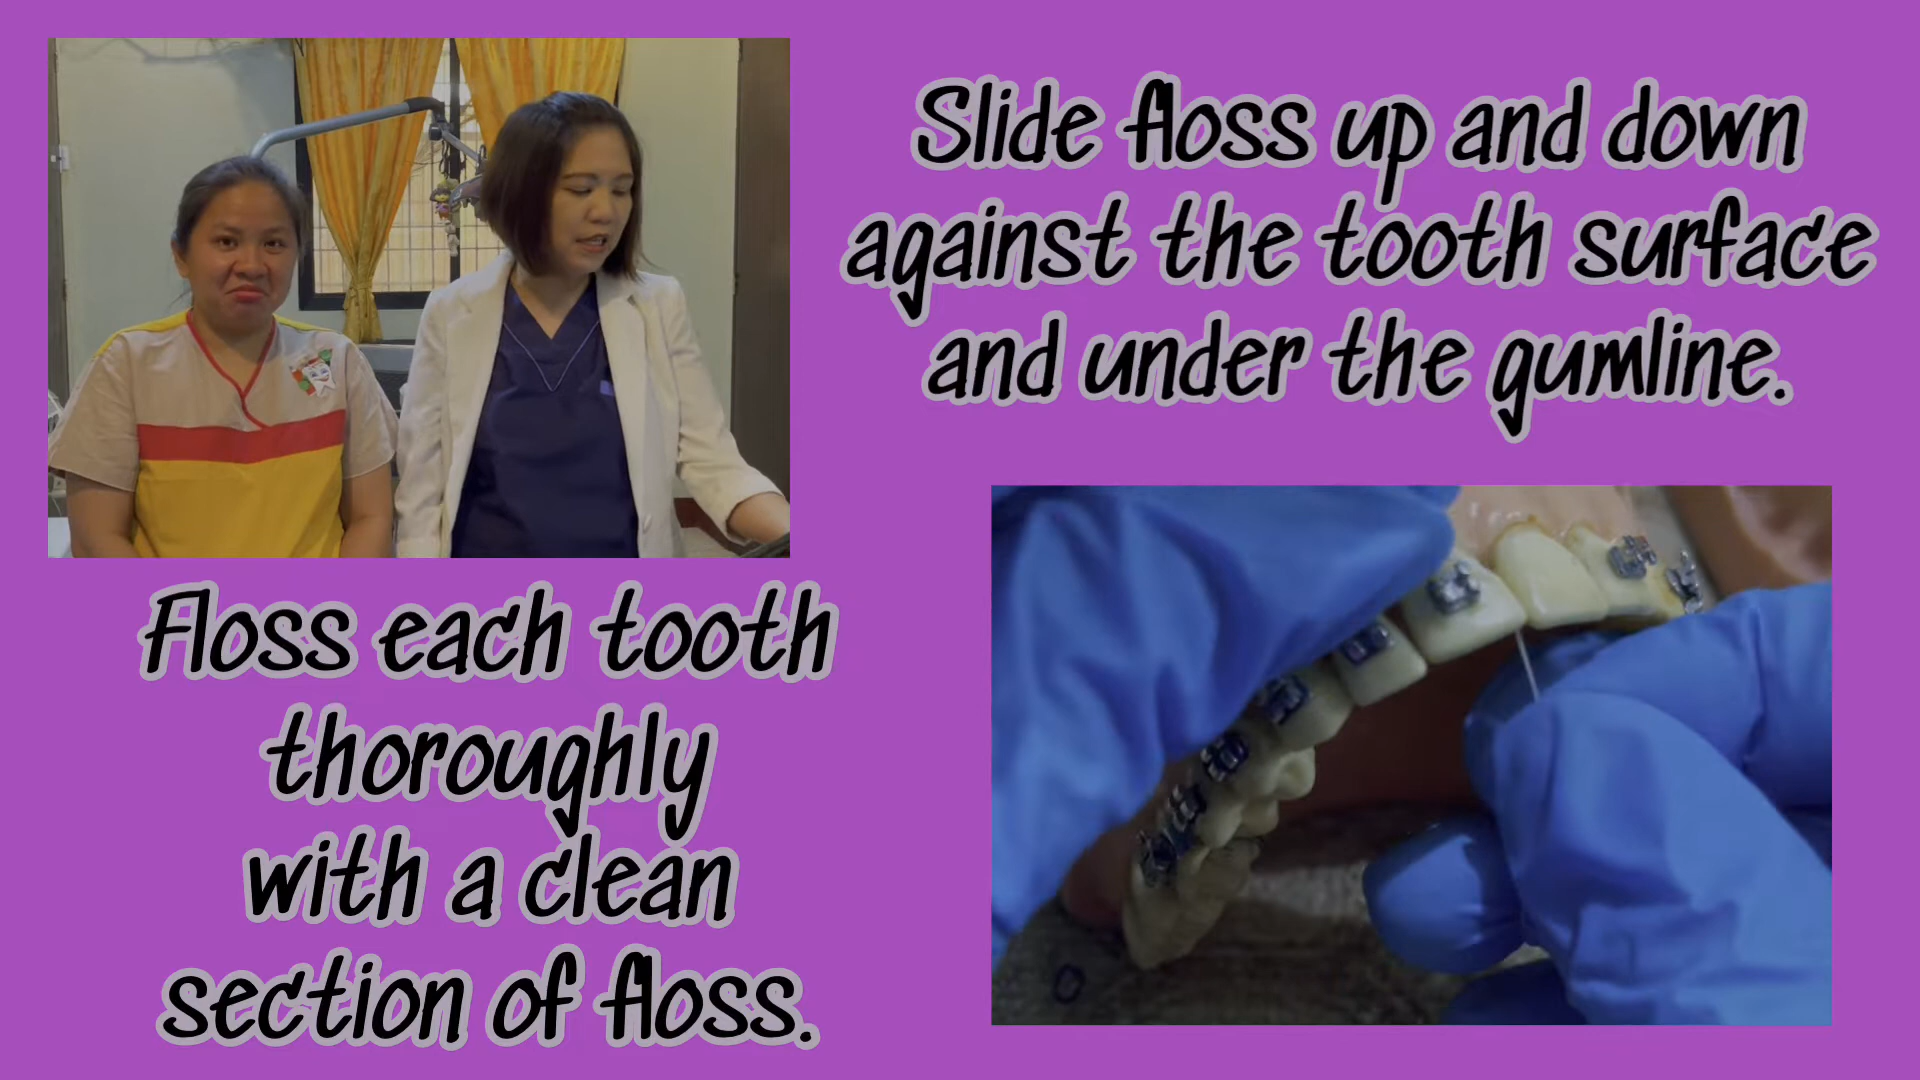 Slide floss up and down
against the tooth surface
and under the gumline.
Floss each tooth
thoroughly
with a clean
section of floss.